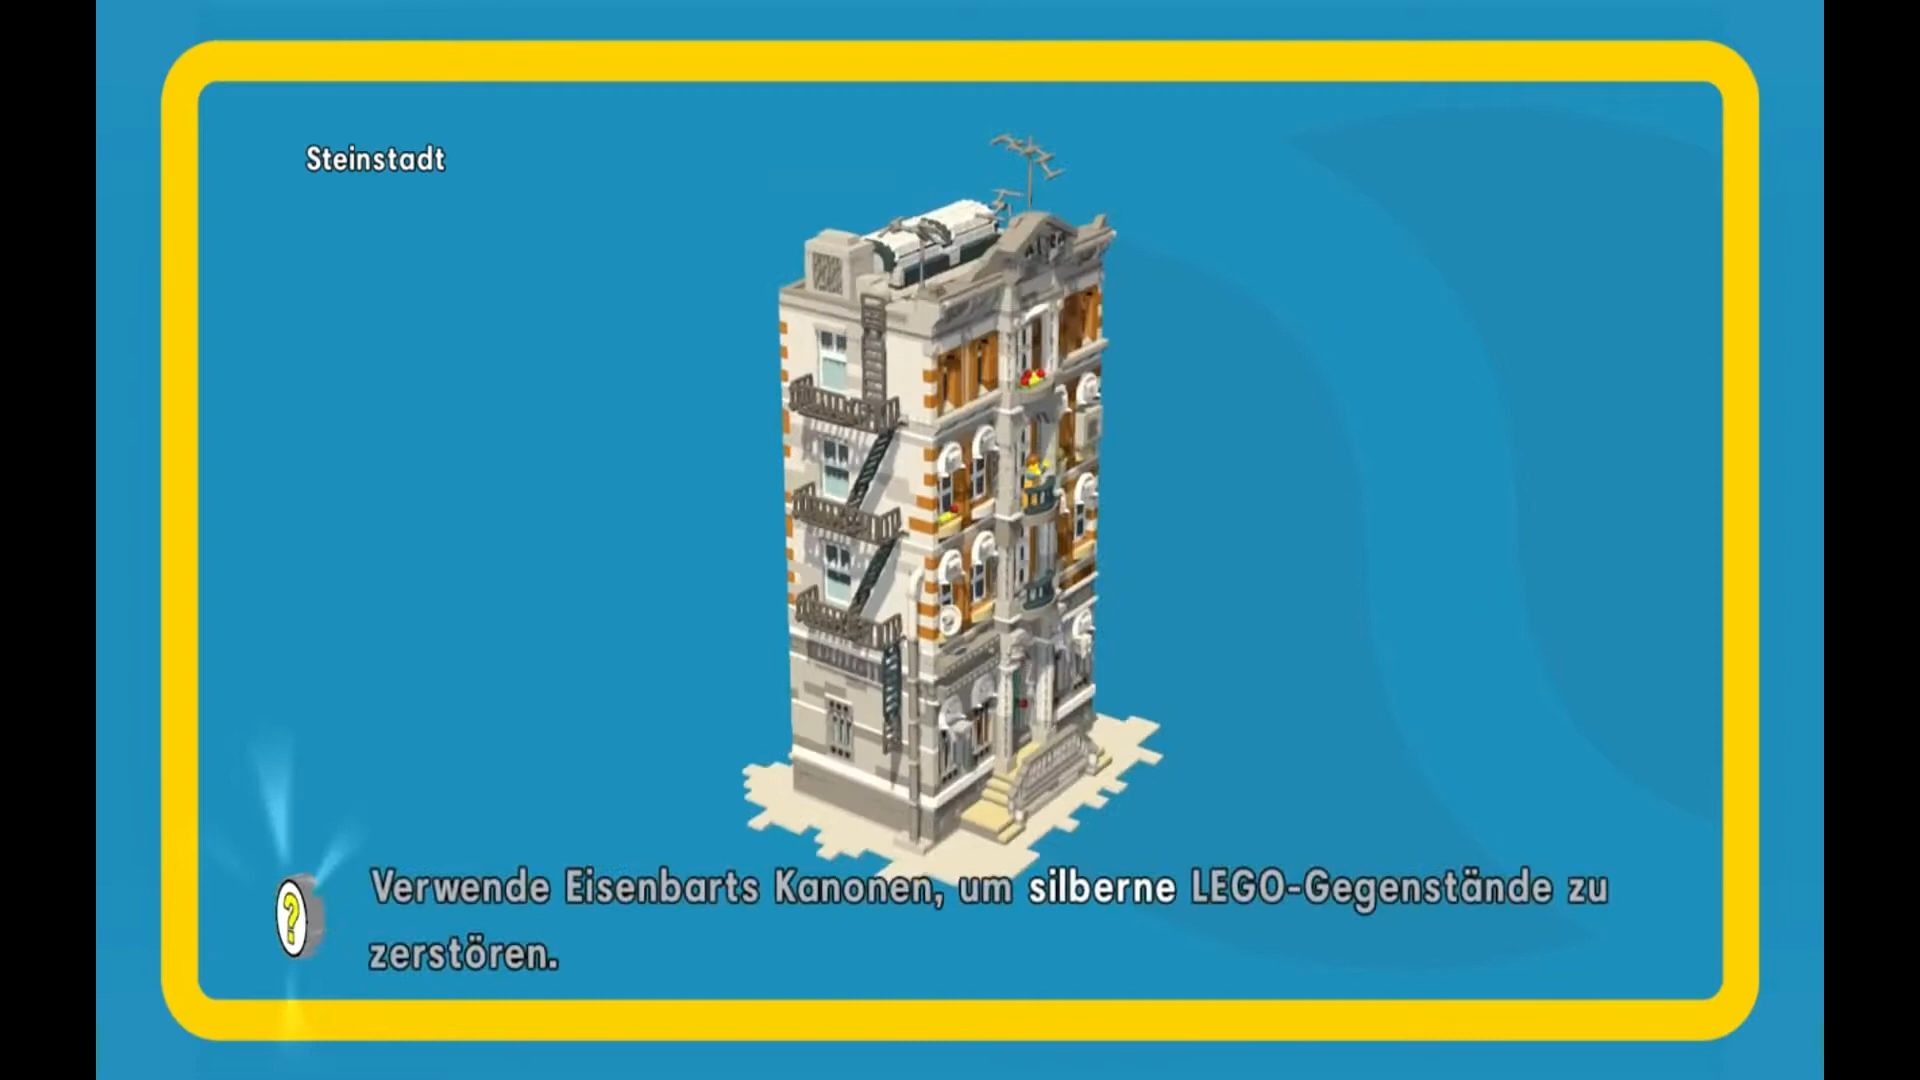 Steinstadt
Verwende Eisenbarts Kanonen, um silberne LEGO-Gegenstände zu
zerstören.
?